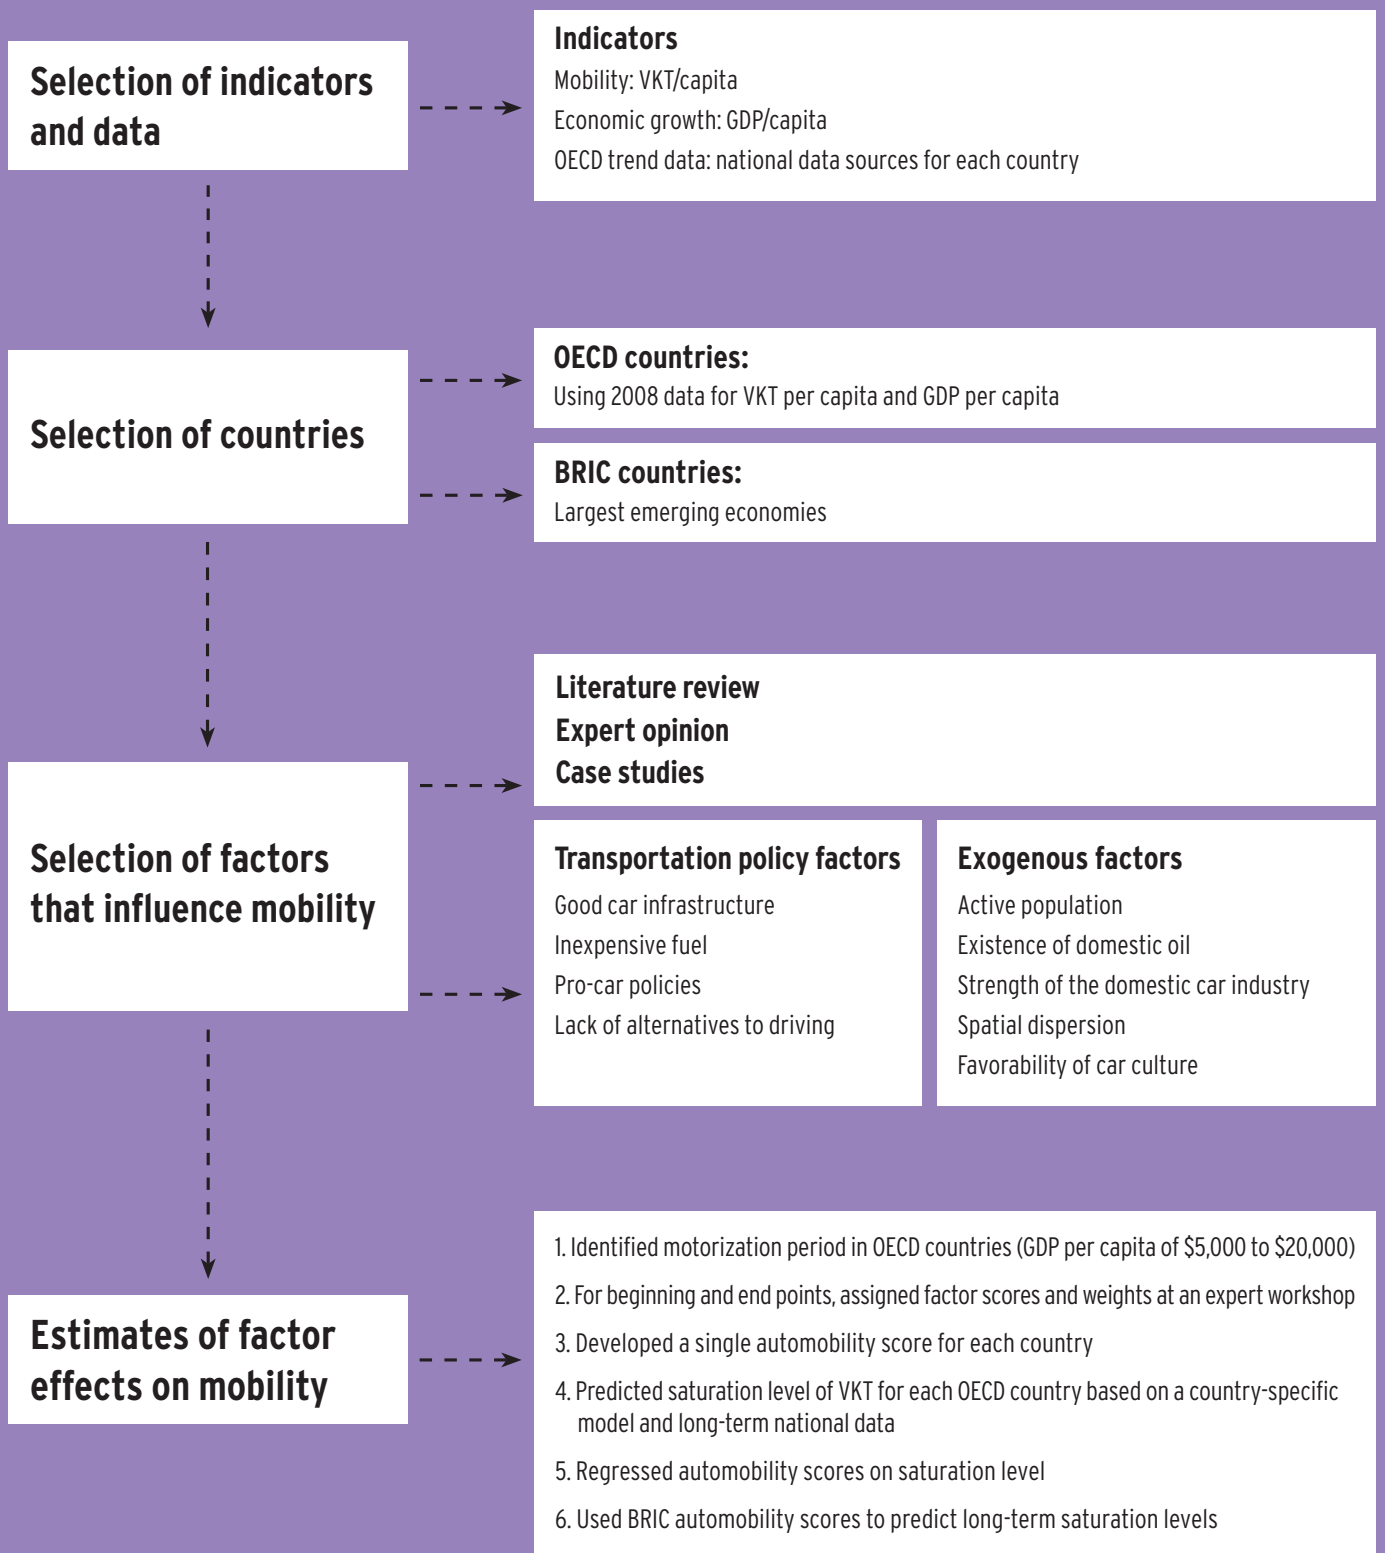 Selection of indicators
and data
Indicators
Mobility: VKT/capita
Economic growth: GDP/capita
OECD trend data: national data sources for each country
Selection of countries
OECD countries:
Using 2008 data for VKT per capita and GDP per capita
BRIC countries:
Largest emerging economies
Selection of factors
that influence mobility
Literature review
Expert opinion
Case studies
Transportation policy factors
Good car infrastructure
Inexpensive fuel
Pro-car policies
Lack of alternatives to driving
Exogenous factors
Active population
Existence of domestic oil
Strength of the domestic car industry
Spatial dispersion
Favorability of car culture
Estimates of factor
effects on mobility
1. Identified motorization period in OECD countries (GDP per capita of $5,000 to $20,000)
2. For beginning and end points, assigned factor scores and weights at an expert workshop
3. Developed a single automobility score for each country
4. Predicted saturation level of VKT for each OECD country based on a country-specific
model and long-term national data
5. Regressed automobility scores on saturation level
6. Used BRIC automobility scores to predict long-term saturation levels